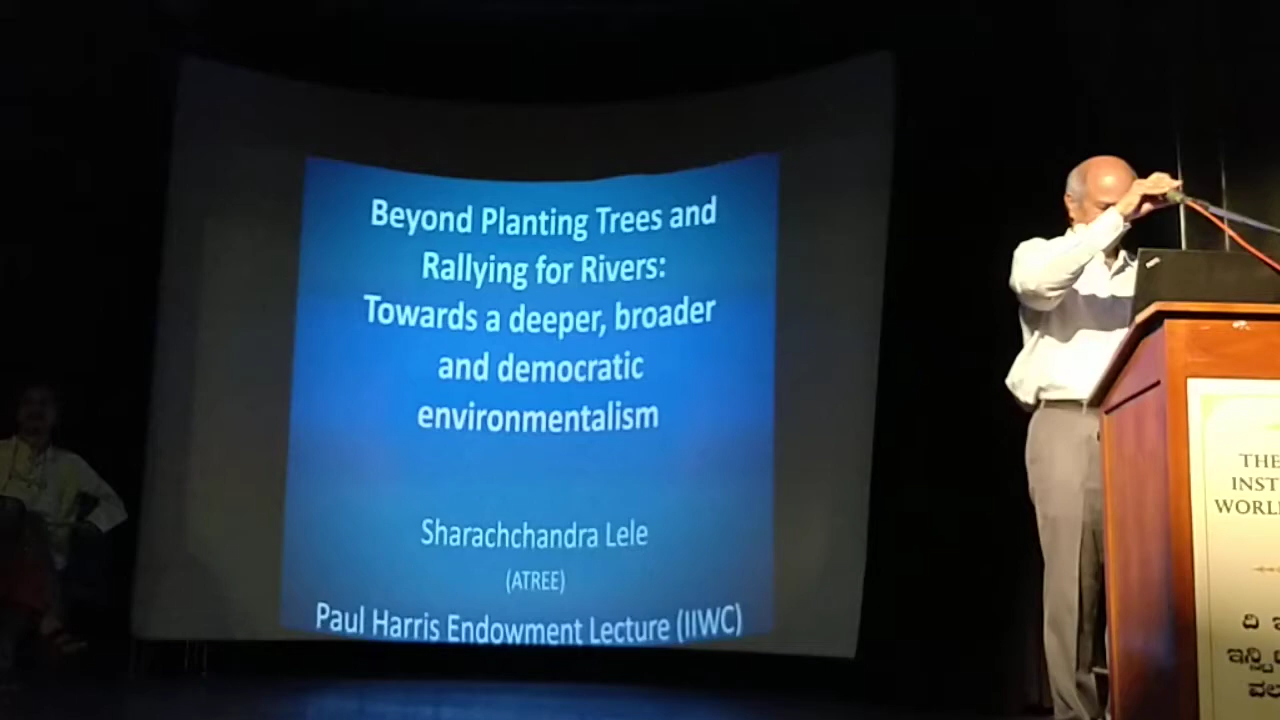 Beyond Planting Trees and
Rallying for Rivers:
Towards a deeper, broader
and democratic
environmentalism
Sharachchandra Lele
(ATREE)
Paul Harris Endowment Lecture (IIWC)
THE
INST
WORL
ದಿ